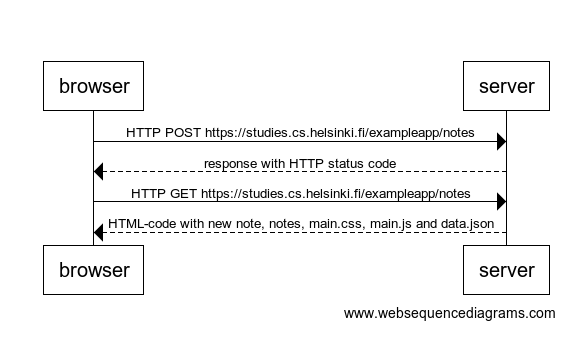 browser
server
HTTP POST https://studies.cs.helsinki.fi/exampleapp/notes
response with HTTP status code
HTTP GET https://studies.cs.helsinki.fi/exampleapp/notes
HTML-code with new note, notes, main.css, main.js and data.json
browser
server
www.websequencediagrams.com